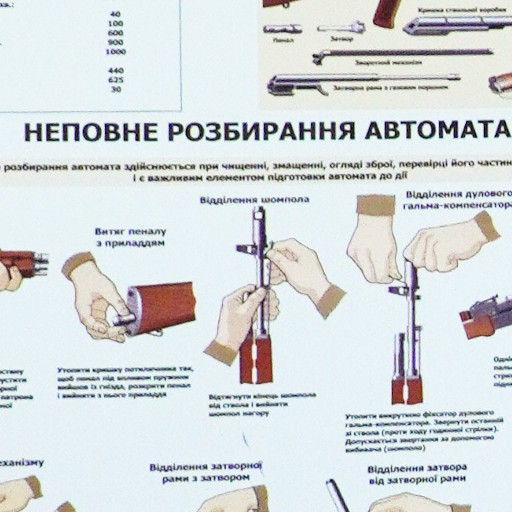 40
100
600
900
1000
440
625
30
Кришка ствольної коробки
Пенал
Затвор
Зворотний механізм
Затворна рама з газовим поршнем
НЕПОВНЕ РОЗБИРАННЯ АВТОМАТА
розбирання автомата здійснюється при чищенні, змащенні, огляді зброї, перевірці його частин
і є важливим елементом підготовки автомата до дії
Витяг пеналу
з приладдям
Відділення шомпола
Відділення дулового
гальма-компенсатора
Утопити кришку потиличника так,
щоб пенал під впливом пружини
вийшов із гнізда, розкрити пенал
і вийняти з нього приладдя
Відтягнути кінець шомпола
від ствола і вийняти
шомпол нагору
Утопити викруткою фіксатор дулового
гальма-компенсатора. Звернути останній
зі ствола (проти ходу годинної стрілки).
Допускається звертання за допомогою
вибивача (шомпола)
еханізму
Відділення затворної
рами з затвором
Відділення затвора
від затворної рами